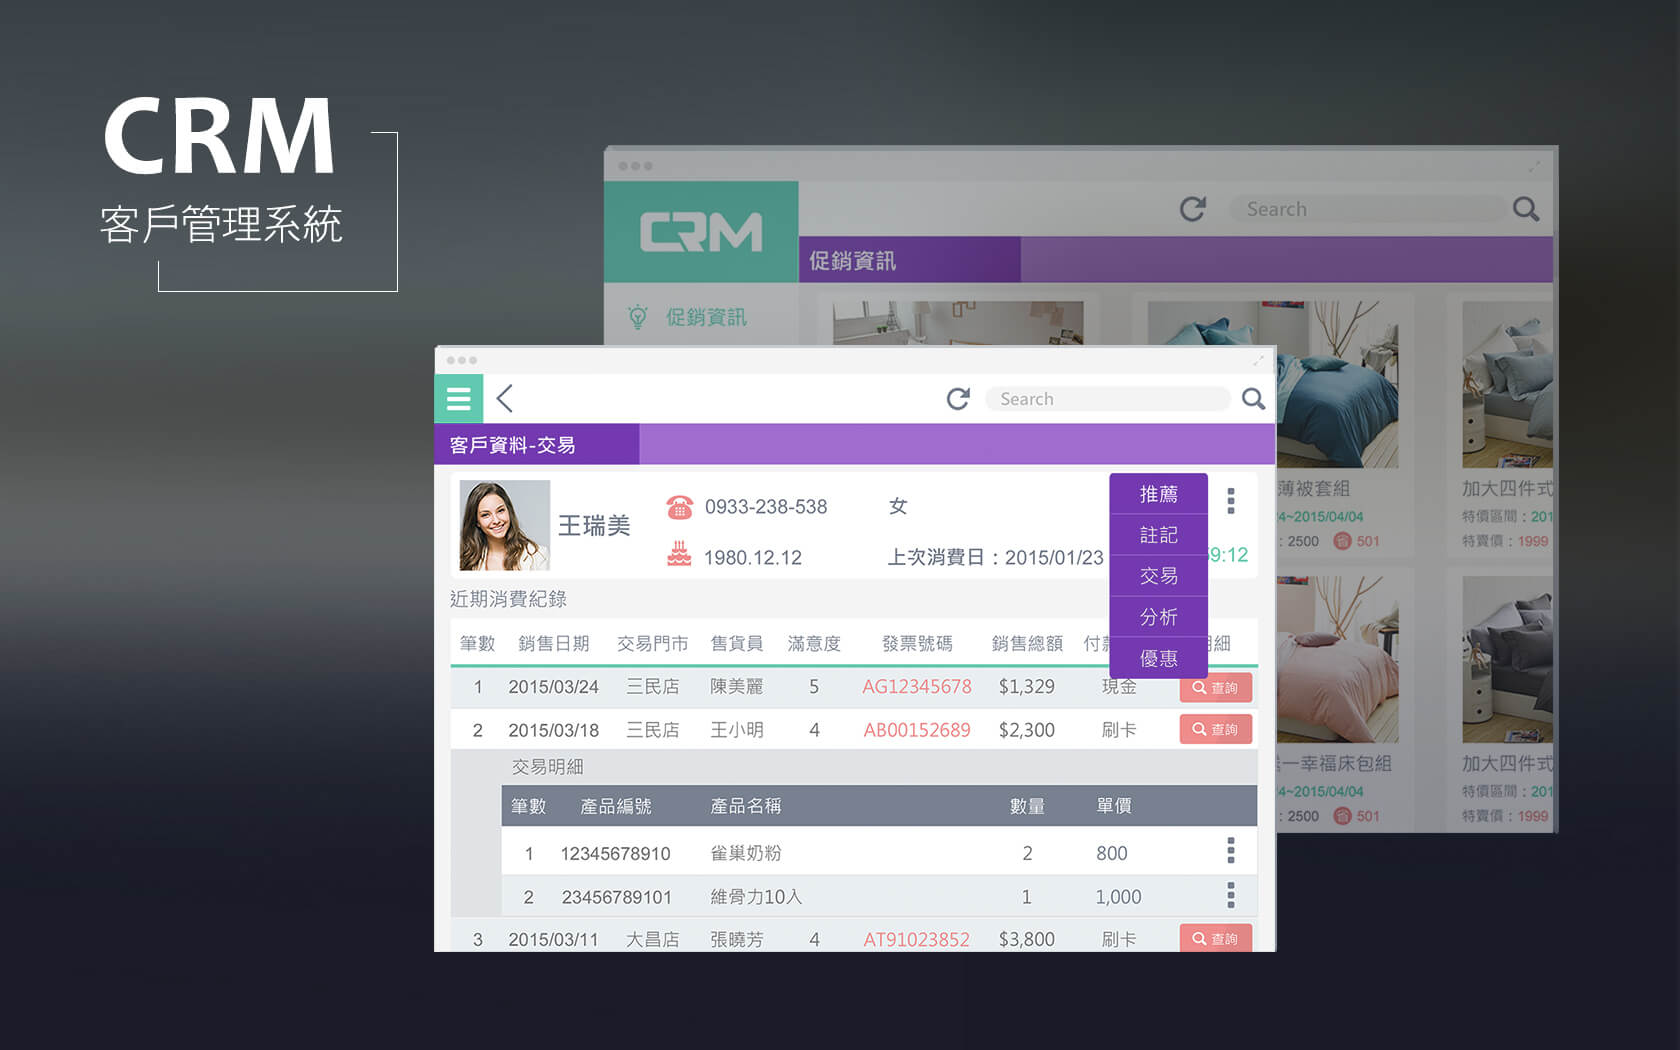 CRM
客戶管理系統
CRM
Search
促銷資訊
促銷資訊
薄被套組
4~2015/04/04
: 2500 省 501
加大四件式
特價區間：201
特賣價：1999
一幸福床包組
4~2015/04/04
: 2500 省 501
加大四件式
特價區間：201
特賣價：1999
Search
客戶資料-交易
王瑞美
0933-238-538 女
1980.12.12 上次消費日：2015/01/23 59:12
推薦
註記
交易
分析
優惠
近期消費紀錄
筆數 銷售日期 交易門市 售貨員 滿意度 發票號碼 銷售總額 付款 明細
1 2015/03/24 三民店 陳美麗 5 AG12345678 $1,329 現金 查詢
2 2015/03/18 三民店 王小明 4 AB00152689 $2,300 刷卡 查詢
交易明細
筆數 產品編號 產品名稱 數量 單價
1 12345678910 雀巢奶粉 2 800
2 23456789101 維骨力10入 1 1,000
3 2015/03/11 大昌店 張曉芳 4 AT91023852 $3,800 刷卡 查詢